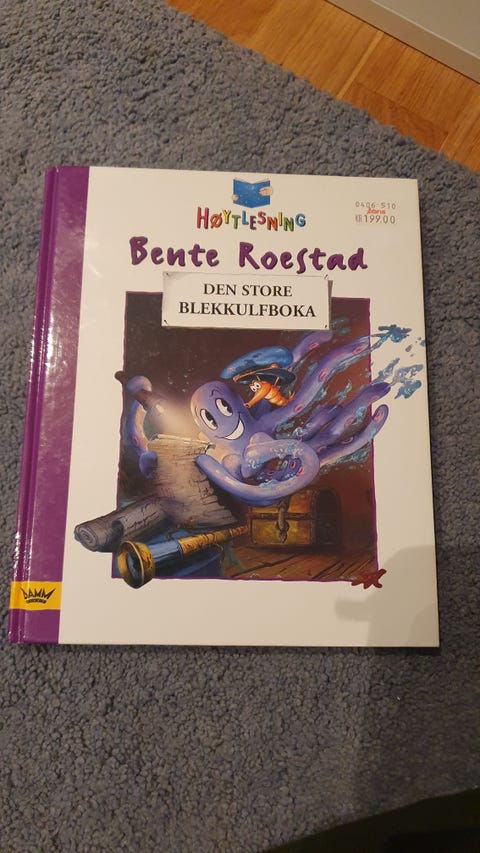 HØYTLESNING
0406 510
KR 199.00
Bente Roestad
DEN STORE
BLEKKULFBOKA
DAMM